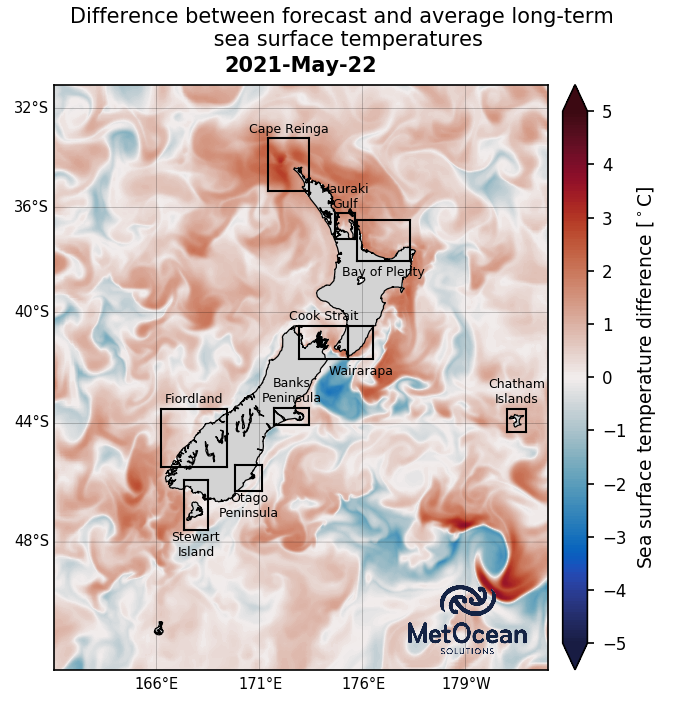 Difference between forecast and average long-term
sea surface temperatures
2021-May-22
32°S
36°S
40°S
44°S
48°S
166°E
171°E
176°E
179°W
Cape Reinga
Hauraki
Gulf
Bay of Plenty
Cook Strait
Wairarapa
Banks
Peninsula
Fiordland
Chatham
Islands
Otago
Peninsula
Stewart
Island
MetOcean
SOLUTIONS
5
4
3
2
1
0
−1
−2
−3
−4
−5
Sea surface temperature difference [°C]